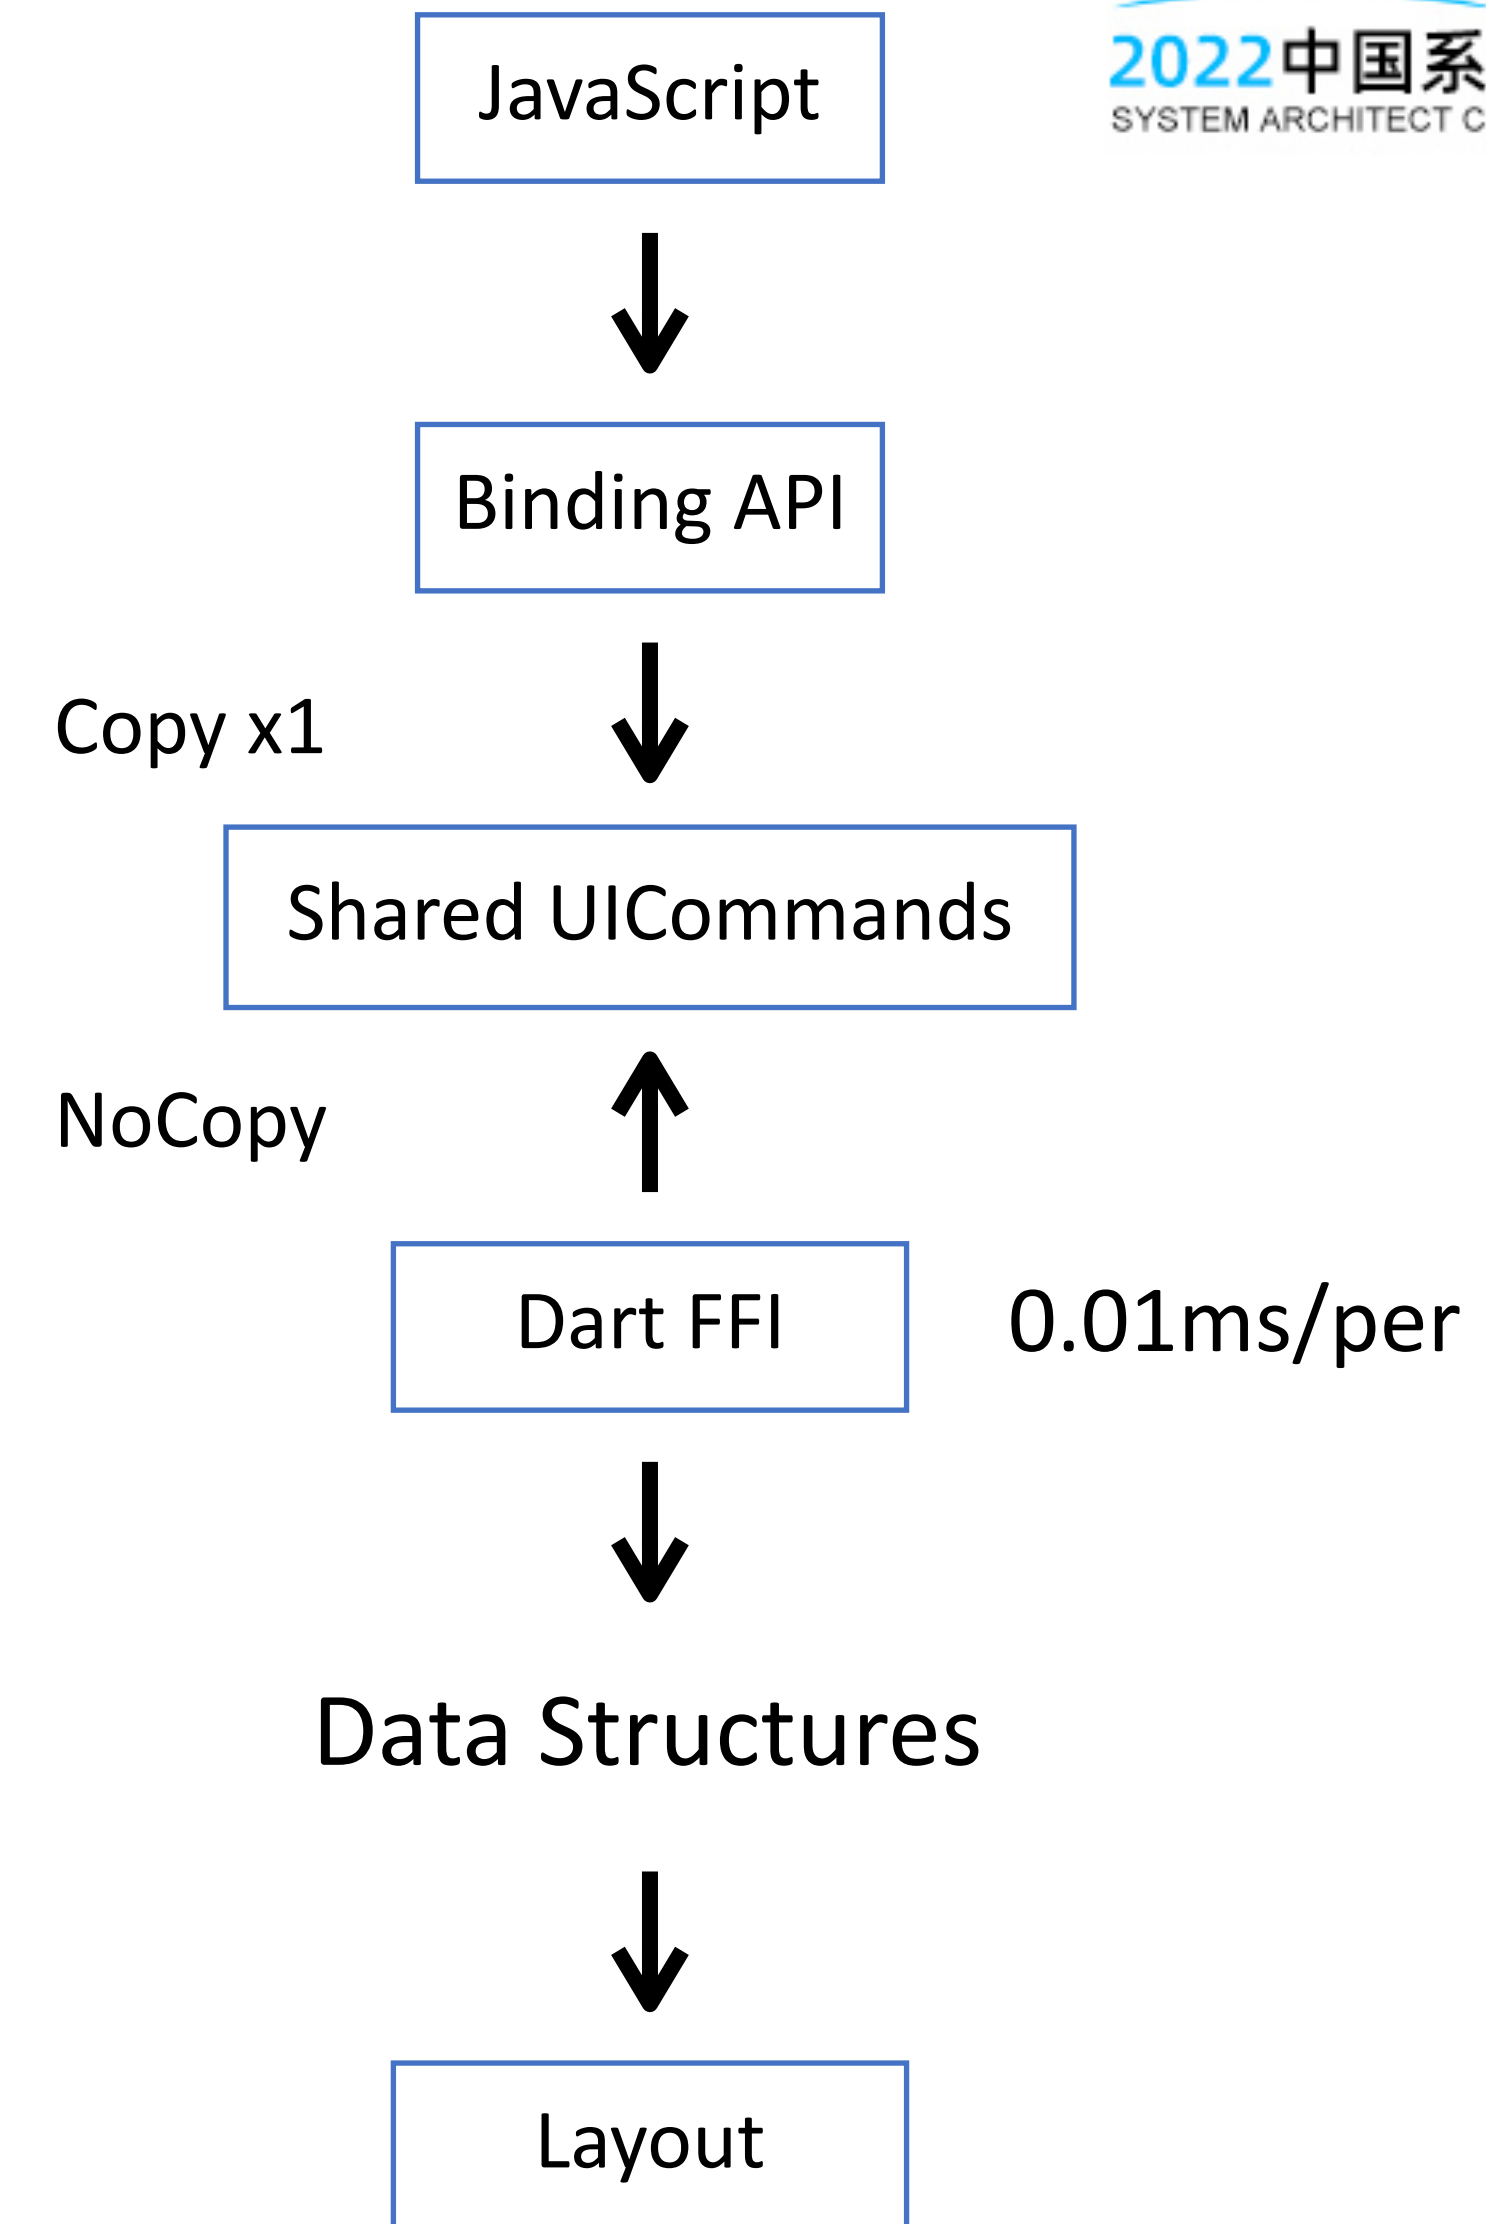 JavaScript
2022中国系
SYSTEM ARCHITECT C
Binding API
Copy x1
Shared UICommands
NoCopy
Dart FFI
0.01ms/per
Data Structures
Layout